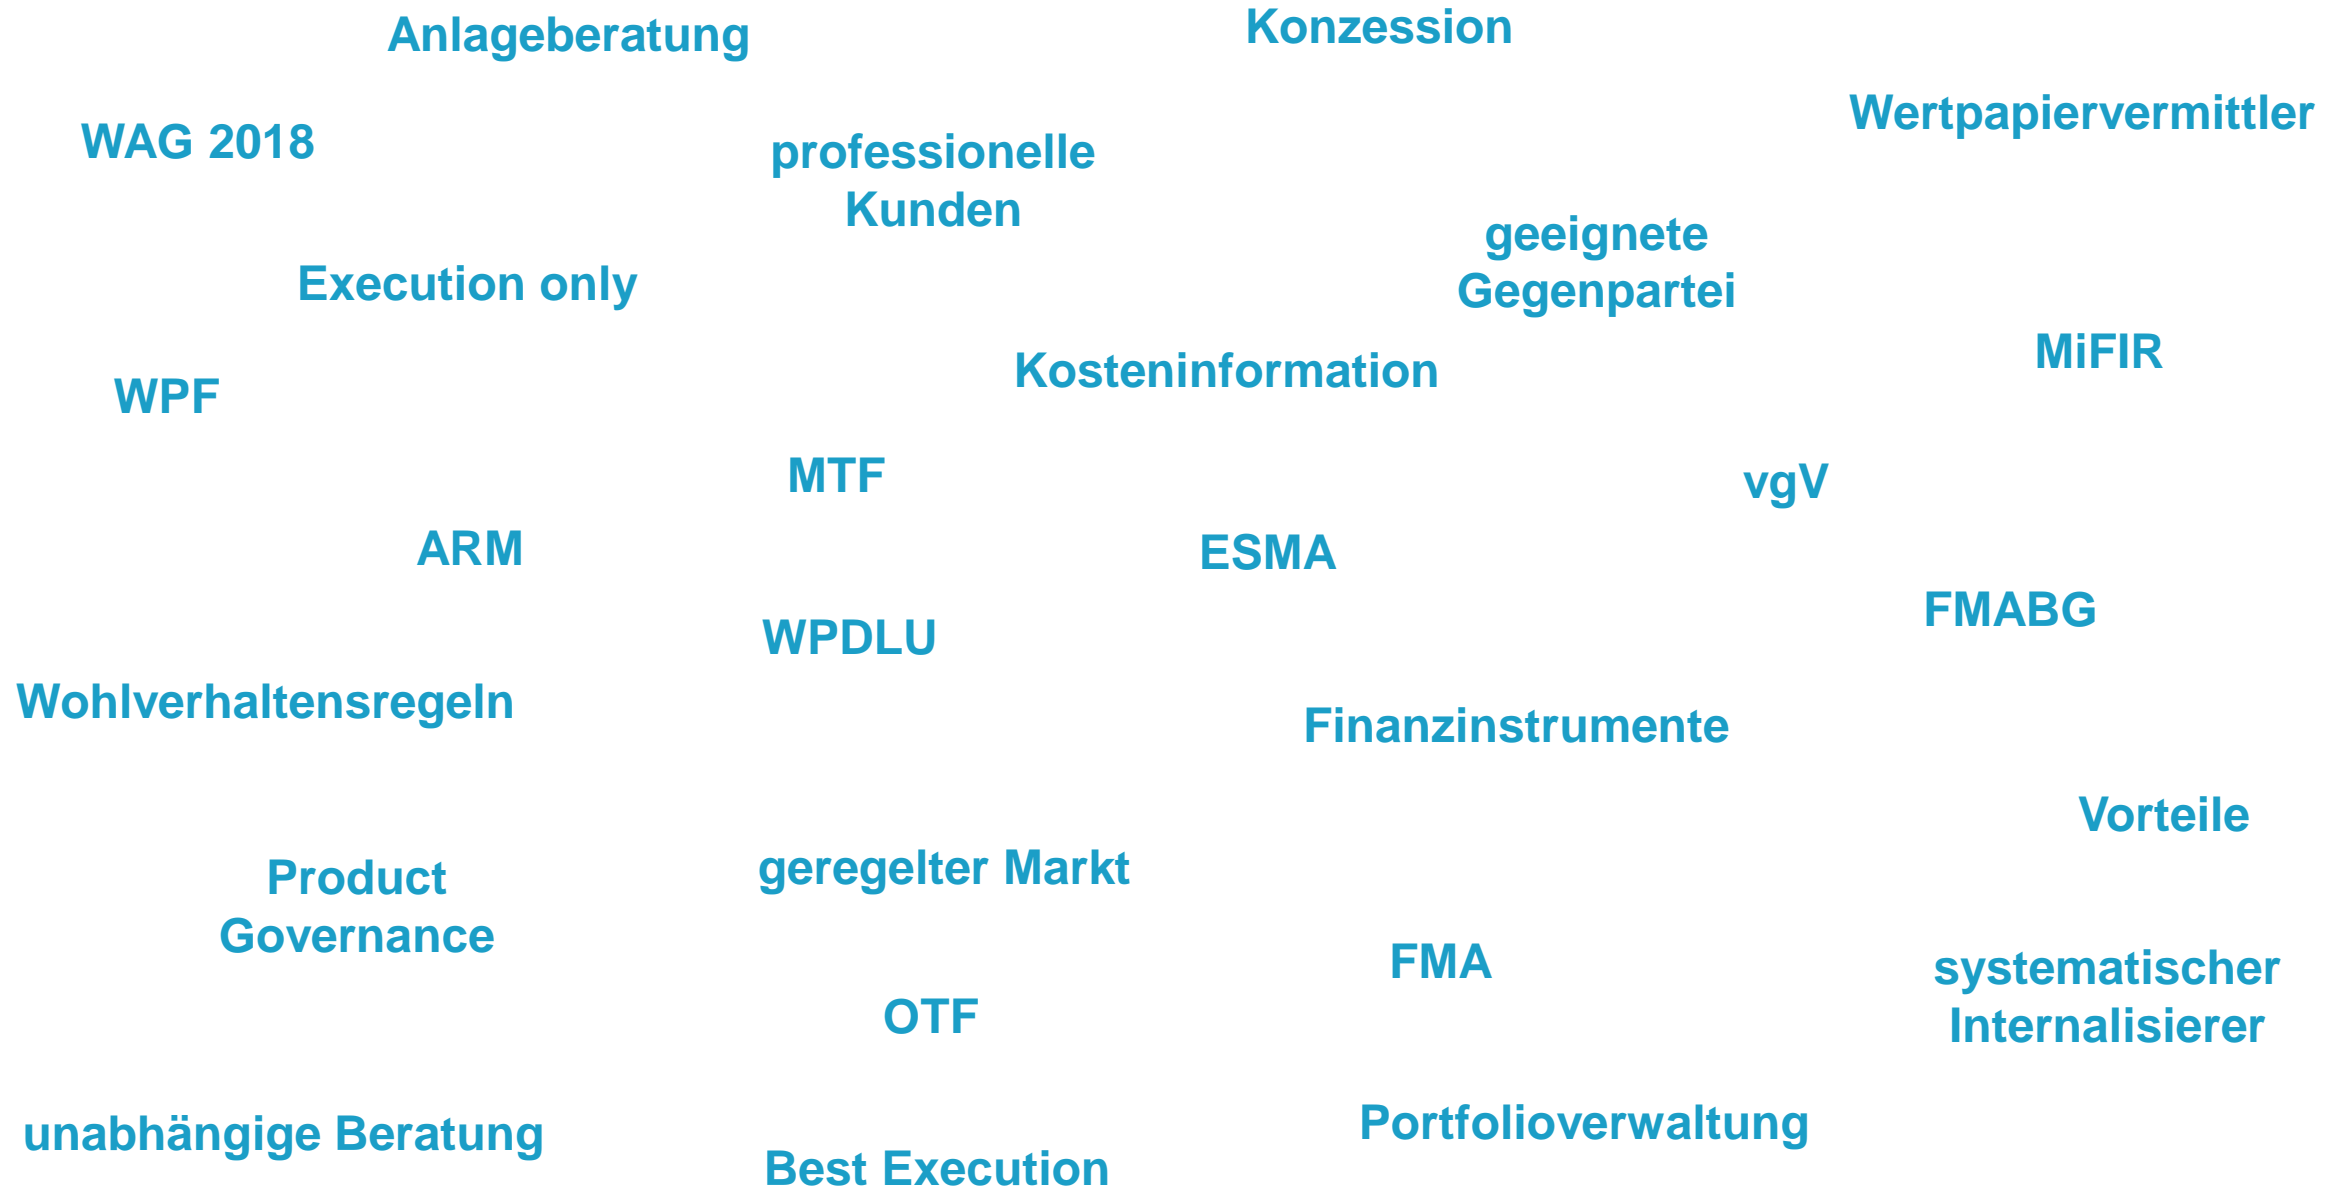 Anlageberatung
Konzession
Wertpapiervermittler
WAG 2018
professionelle
Kunden
geeignete
Gegenpartei
Execution only
MiFIR
Kosteninformation
WPF
MTF
vgV
ARM
ESMA
FMABG
WPDLU
Wohlverhaltensregeln
Finanzinstrumente
Vorteile
Product
Governance
geregelter Markt
FMA
systematischer
Internalisierer
OTF
unabhängige Beratung
Portfolioverwaltung
Best Execution